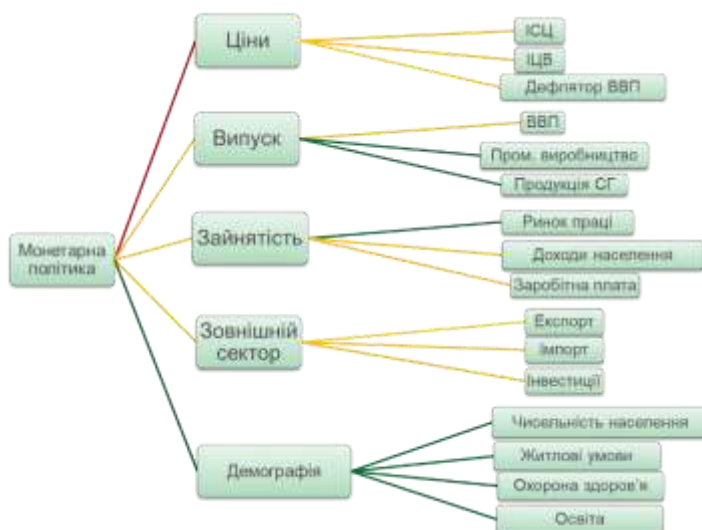 Ціни
ІСЦ
ІЦВ
Дефлятор ВВП
Випуск
ВВП
Пром. виробництво
Продукція СГ
Монетарна
політика
Зайнятість
Ринок праці
Доходи населення
Заробітна плата
Зовнішній
сектор
Експорт
Імпорт
Інвестиції
Демографія
Чисельність населення
Житлові умови
Охорона здоров'я
Освіта